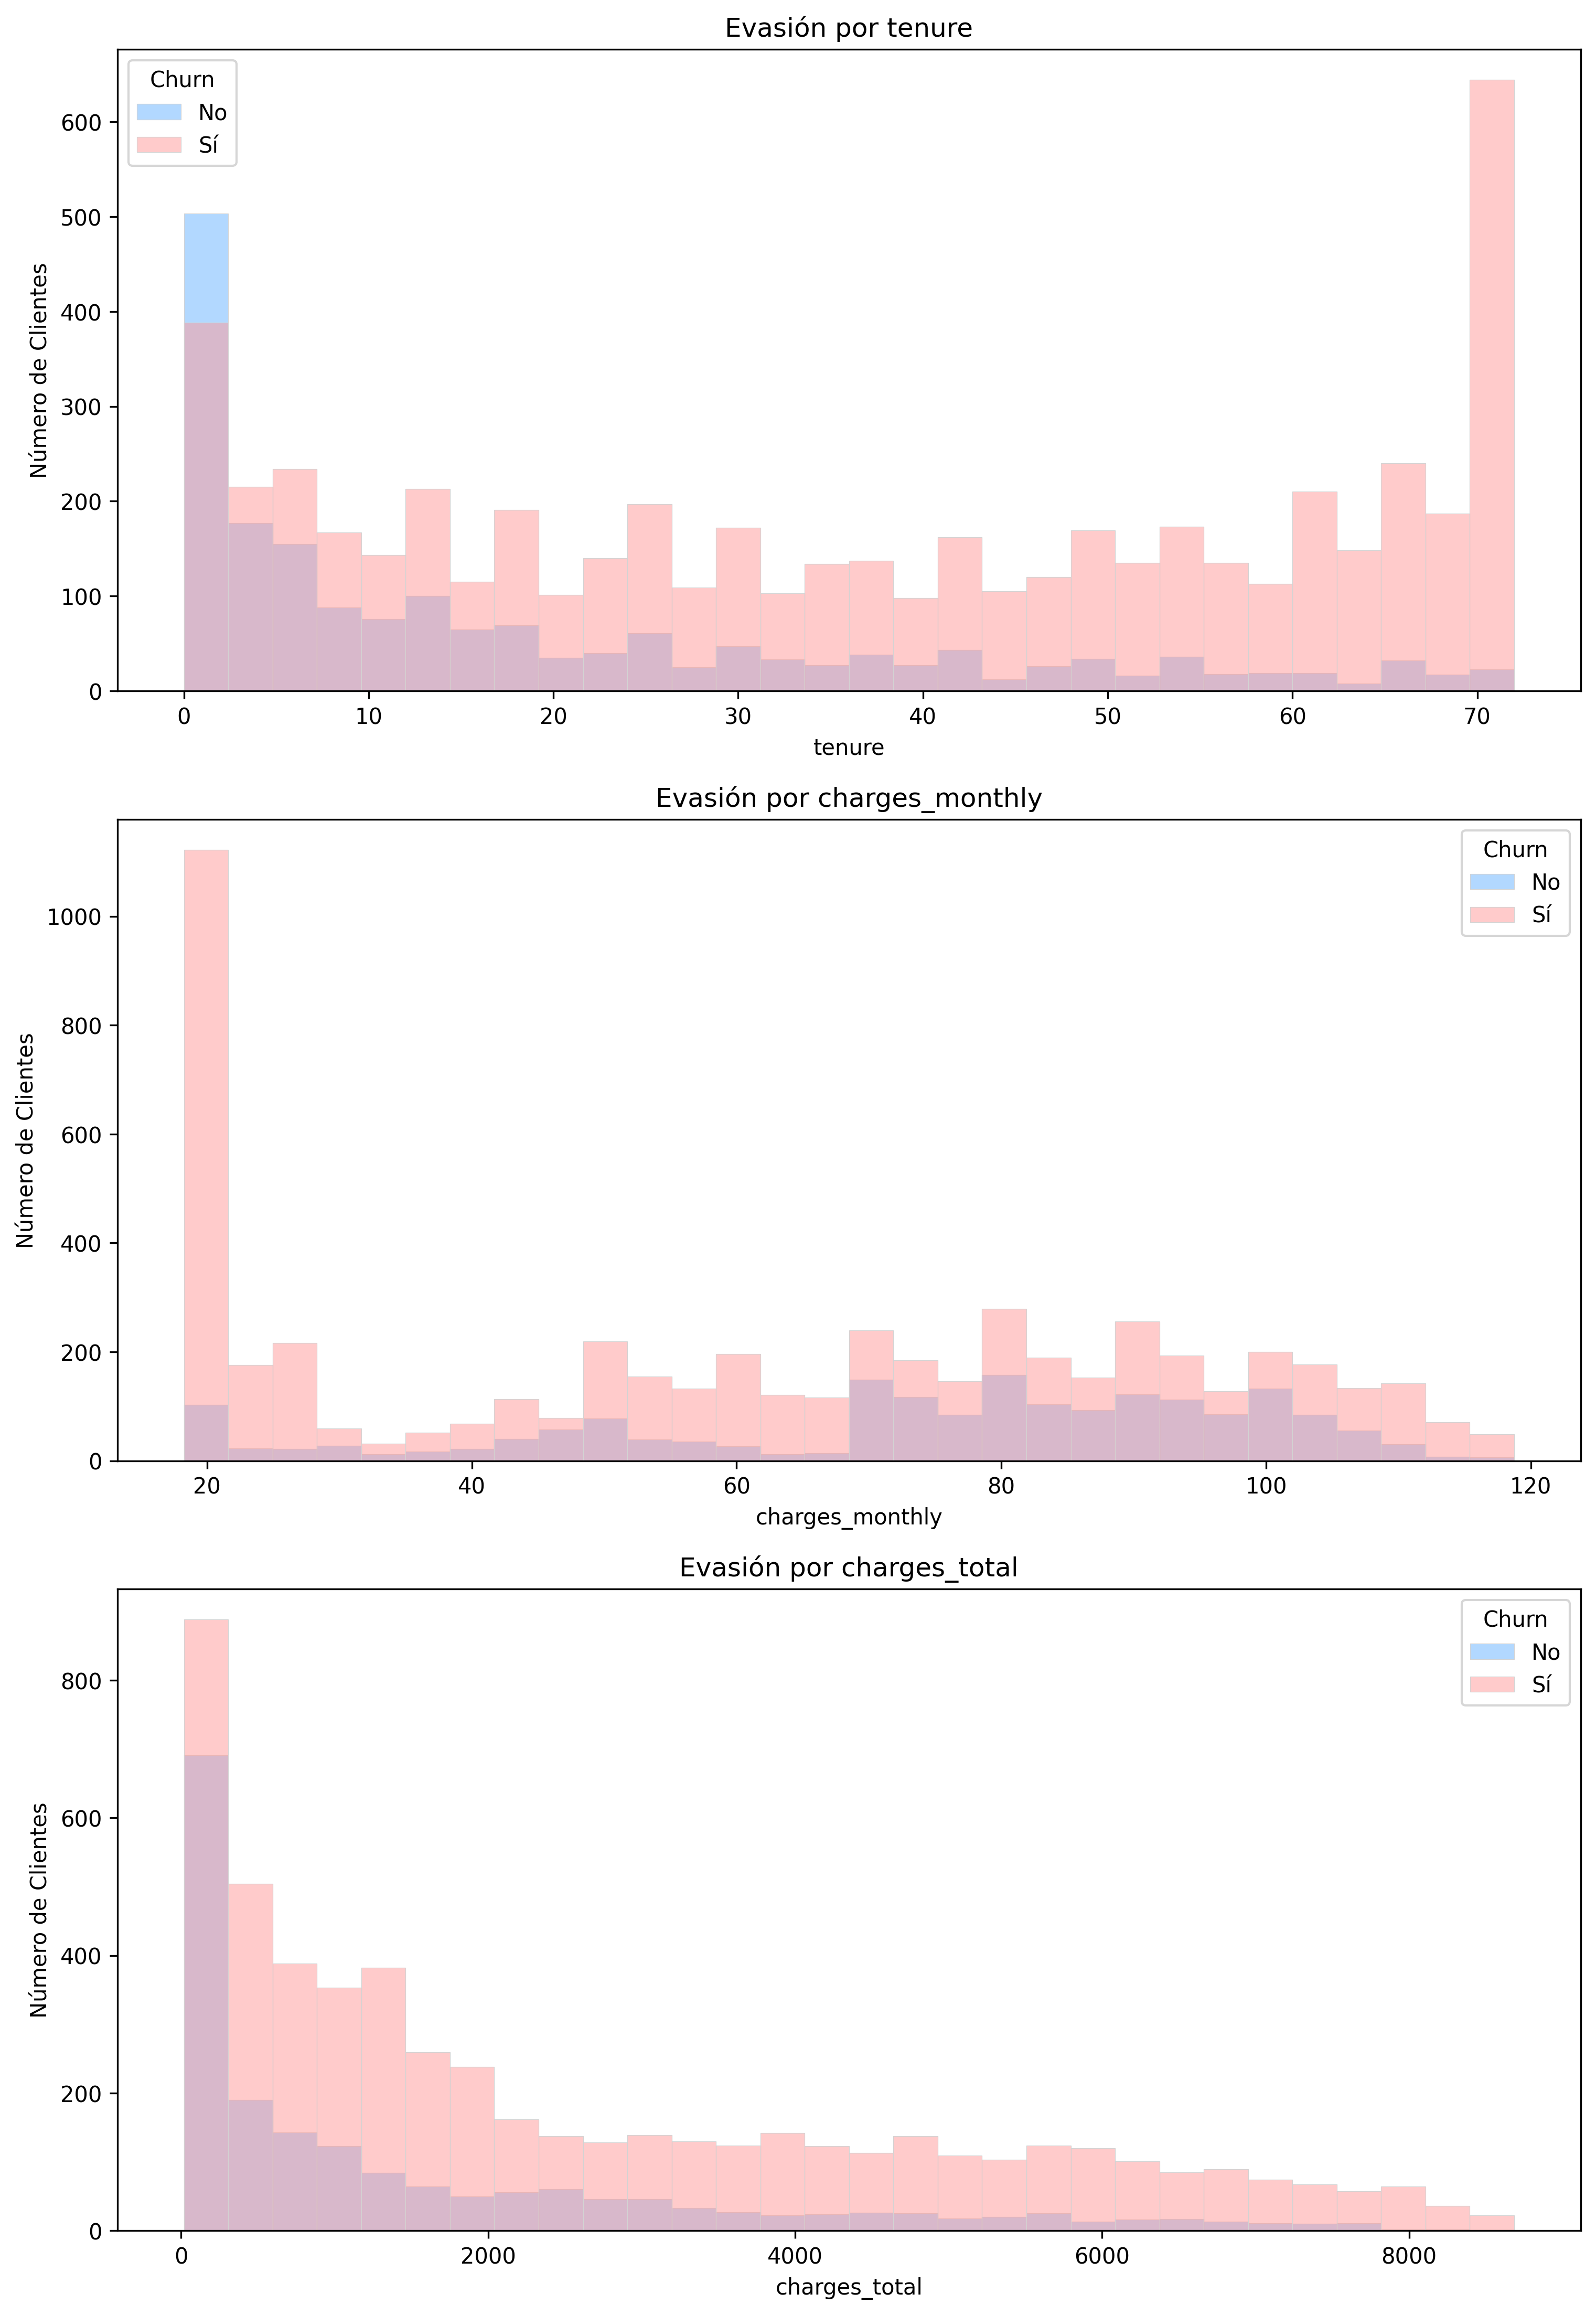 Evasión por tenure
Churn
No
Sí
Número de Clientes
600
500
400
300
200
100
0
0 10 20 30 40 50 60 70
tenure
Evasión por charges_monthly
Churn
No
Sí
Número de Clientes
1000
800
600
400
200
0
20 40 60 80 100 120
charges_monthly
Evasión por charges_total
Churn
No
Sí
Número de Clientes
800
600
400
200
0
0 2000 4000 6000 8000
charges_total